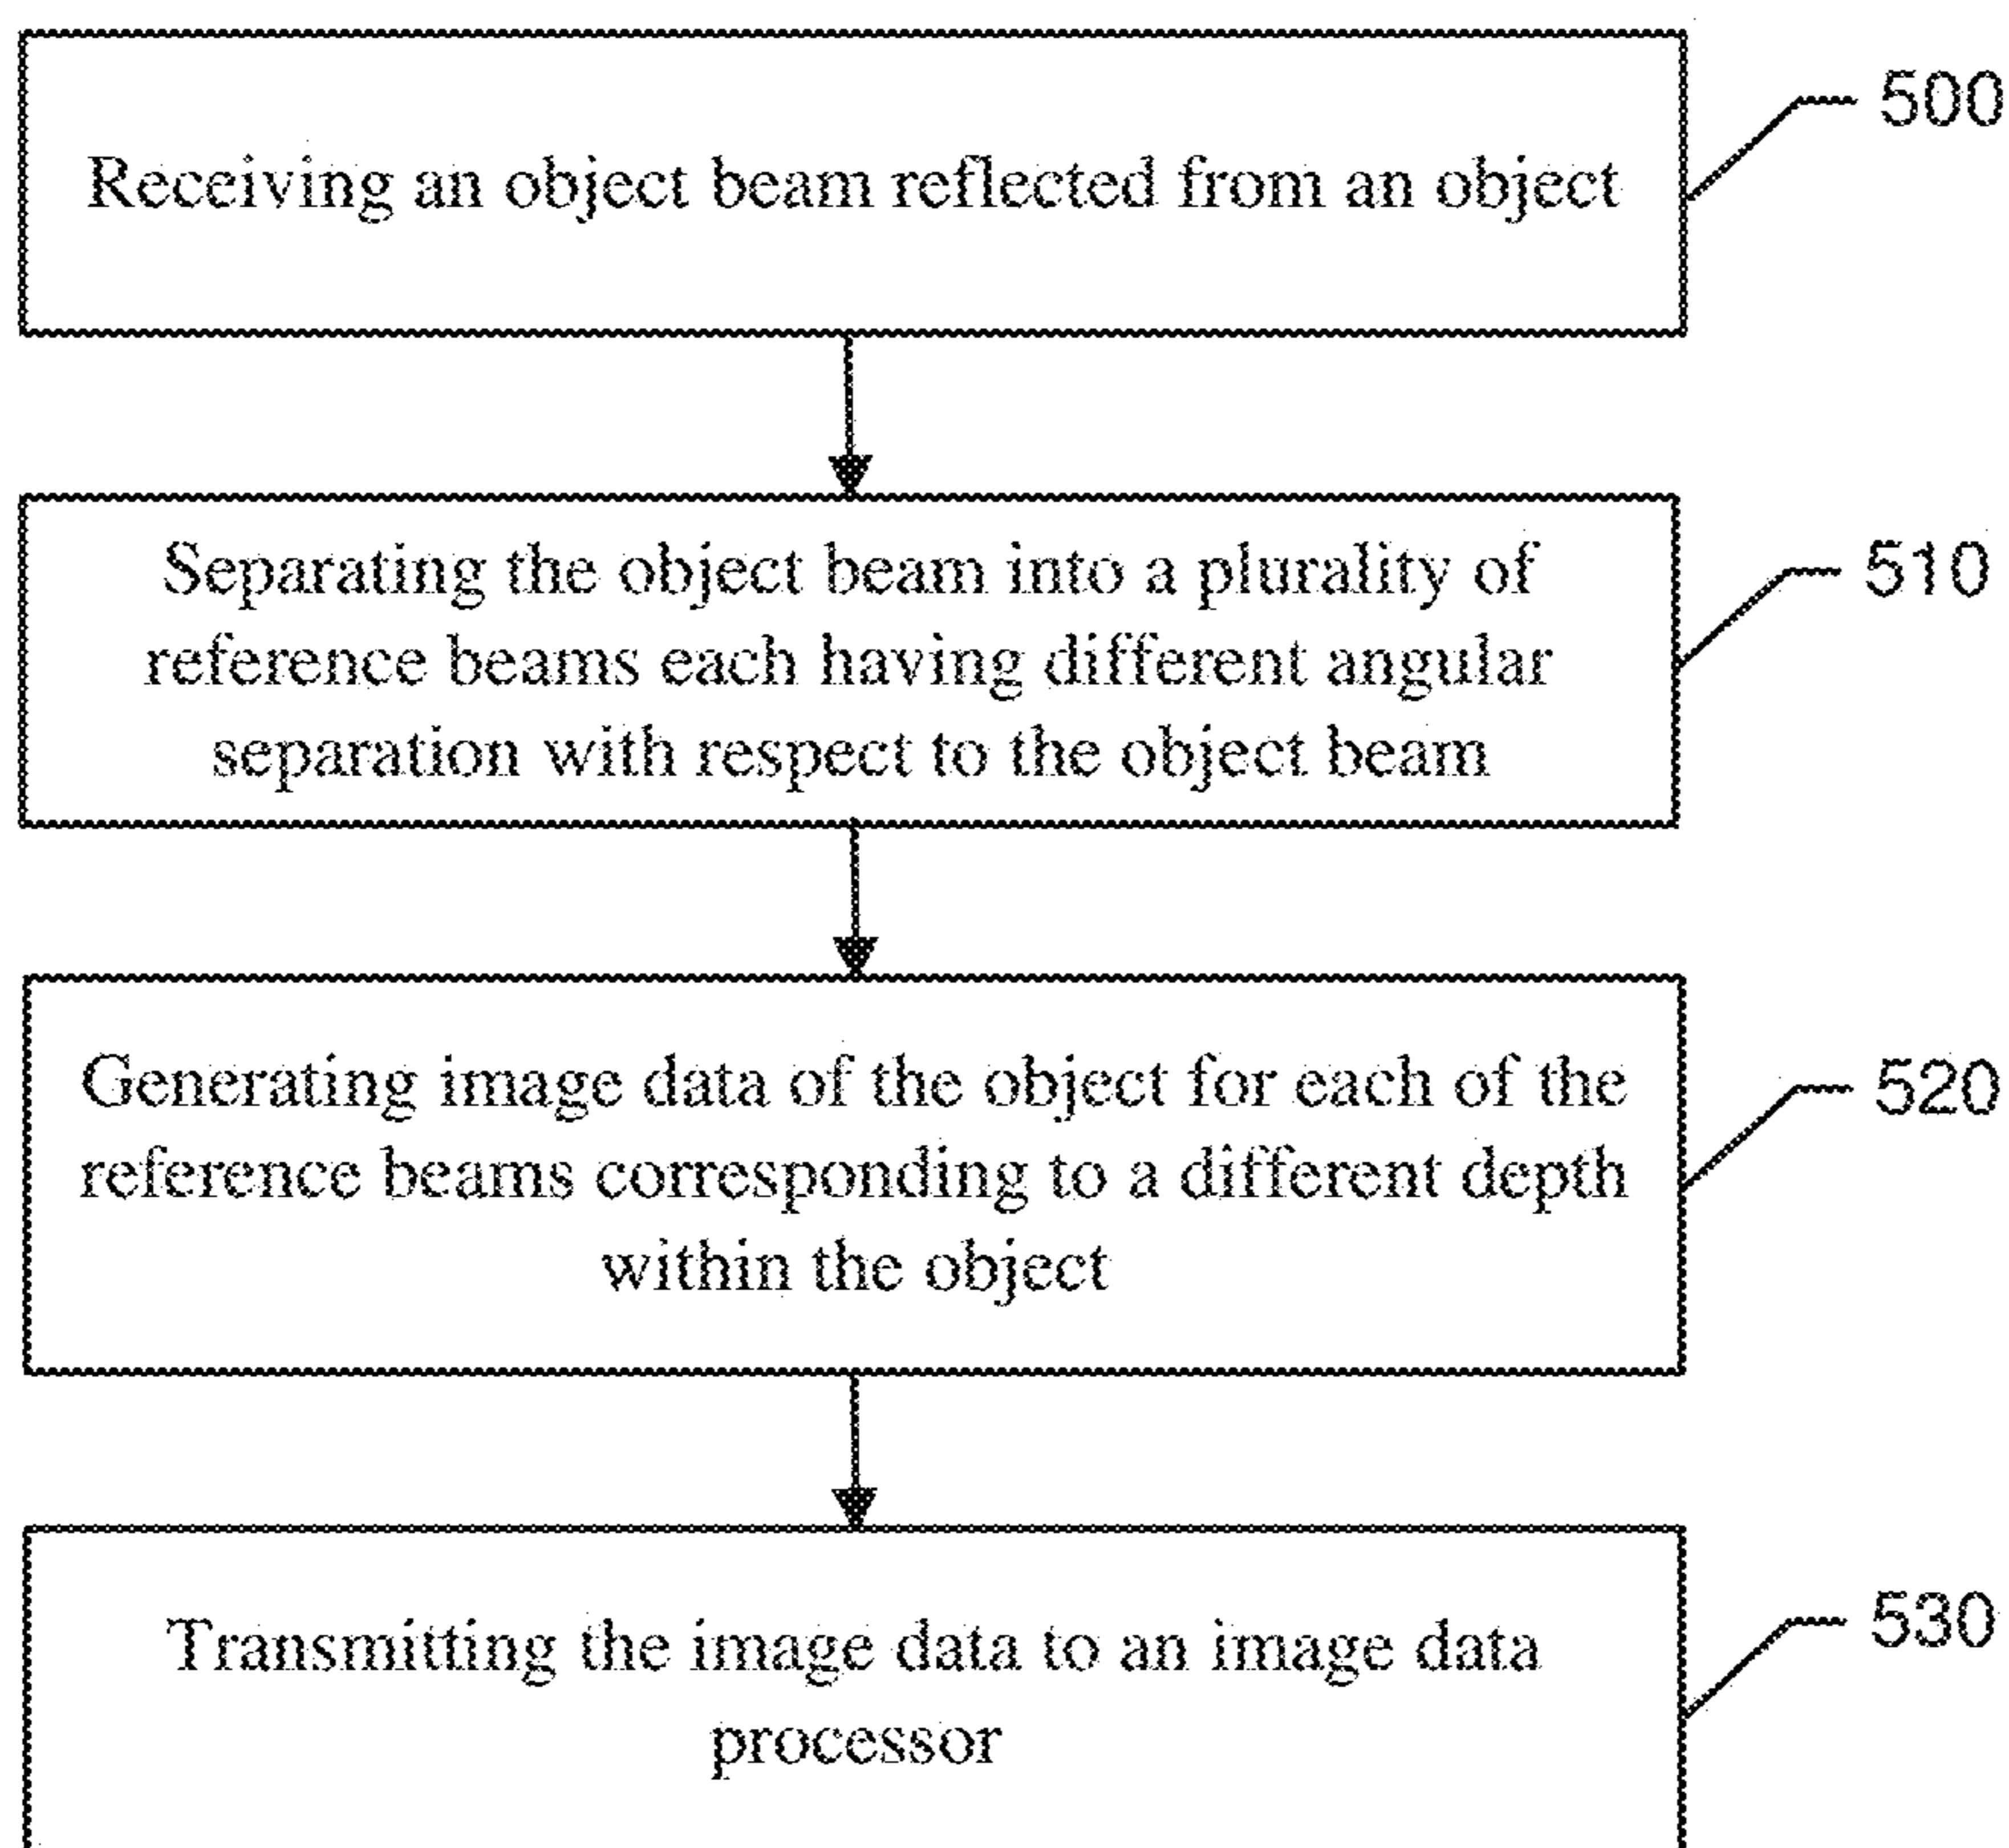 Receiving an object beam reflected from an object
500
Separating the object beam into a plurality of
reference beams each having different angular
separation with respect to the object beam
510
Generating image data of the object for each of the
reference beams corresponding to a different depth
within the object
520
Transmitting the image data to an image data
processor
530